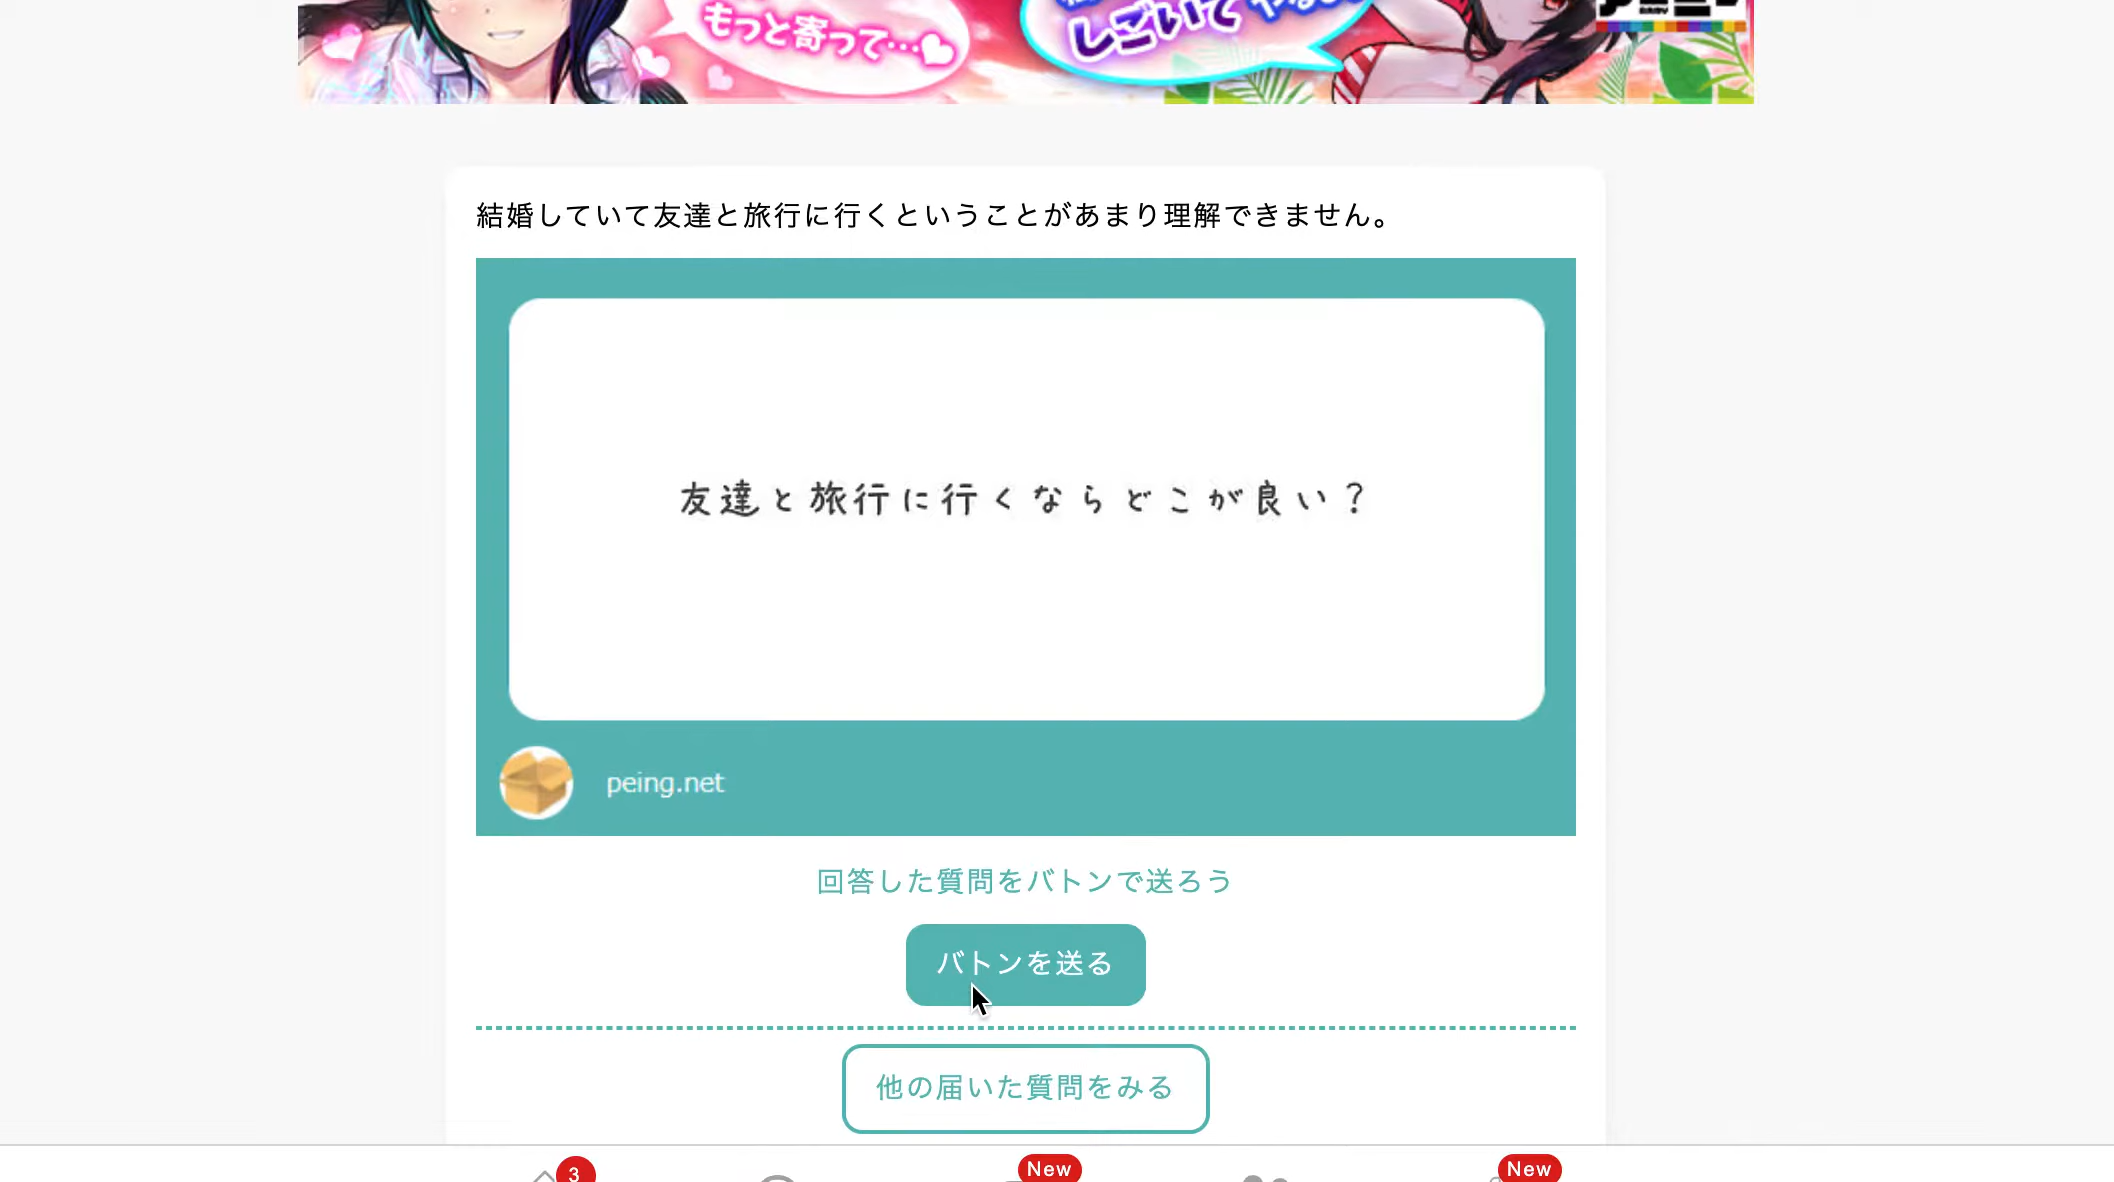 もっと寄って…
しごいて
結婚していて友達と旅行に行くということがあまり理解できません。
友達と旅行に行くならどこが良い？
peing.net
回答した質問をバトンで送ろう
バトンを送る
他の届いた質問をみる
3
New
New